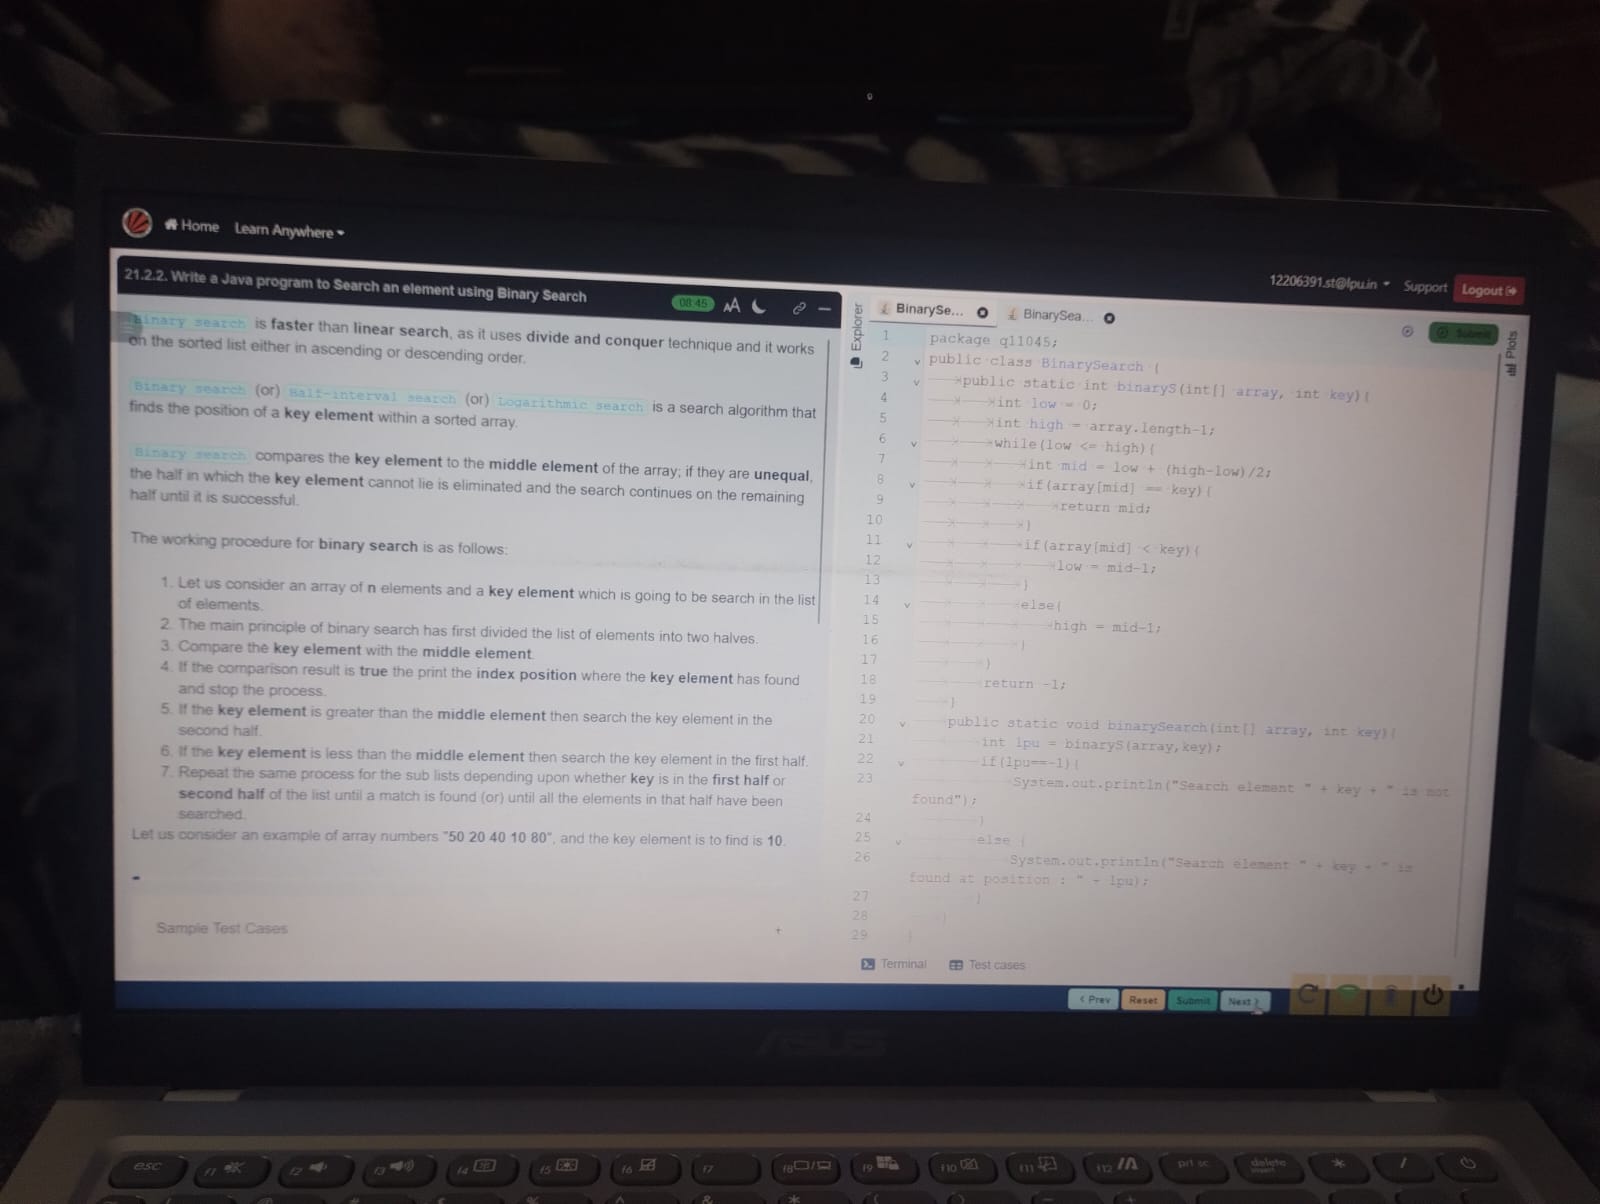 Home Learn Anywhere
12206391.st@lpu.in Support Logout
21.2.2. Write a Java program to Search an element using Binary Search
08:45 AA
Binary search is faster than linear search, as it uses divide and conquer technique and it works
on the sorted list either in ascending or descending order.
Binary search (or) Half-interval search (or) Logarithmic search is a search algorithm that
finds the position of a key element within a sorted array.
Binary search compares the key element to the middle element of the array; if they are unequal,
the half in which the key element cannot lie is eliminated and the search continues on the remaining
half until it is successful.
The working procedure for binary search is as follows:
1. Let us consider an array of n elements and a key element which is going to be search in the list
of elements.
2. The main principle of binary search has first divided the list of elements into two halves.
3. Compare the key element with the middle element.
4. If the comparison result is true the print the index position where the key element has found
and stop the process.
5. If the key element is greater than the middle element then search the key element in the
second half.
6. If the key element is less than the middle element then search the key element in the first half.
7. Repeat the same process for the sub lists depending upon whether key is in the first half or
second half of the list until a match is found (or) until all the elements in that half have been
searched.
Let us consider an example of array numbers "50 20 40 10 80", and the key element is to find is 10.
Sample Test Cases +
Explorer
BinarySe... BinarySea...
Submit
Plots
1 package q11045;
2 public class BinarySearch {
3 public static int binaryS(int[] array, int key){
4 int low = 0;
5 int high = array.length-1;
6 while(low <= high){
7 int mid = low + (high-low)/2;
8 if(array[mid] == key){
9 return mid;
10 }
11 if(array[mid] < key){
12 low = mid-1;
13 }
14 else{
15 high = mid-1;
16 }
17 }
18 return -1;
19 }
20 public static void binarySearch(int[] array, int key){
21 int lpu = binaryS(array,key);
22 if(lpu==-1){
23 System.out.println("Search element " + key + " is not
found");
24 }
25 else {
26 System.out.println("Search element " + key + " is
found at position : " + lpu);
27 }
28 }
29 }
Terminal Test cases
< Prev Reset Submit Next >
ASUS
esc f1 f2 f3 f4 f5 f6 f7 f8 f9 f10 f11 f12 prt sc delete insert * /